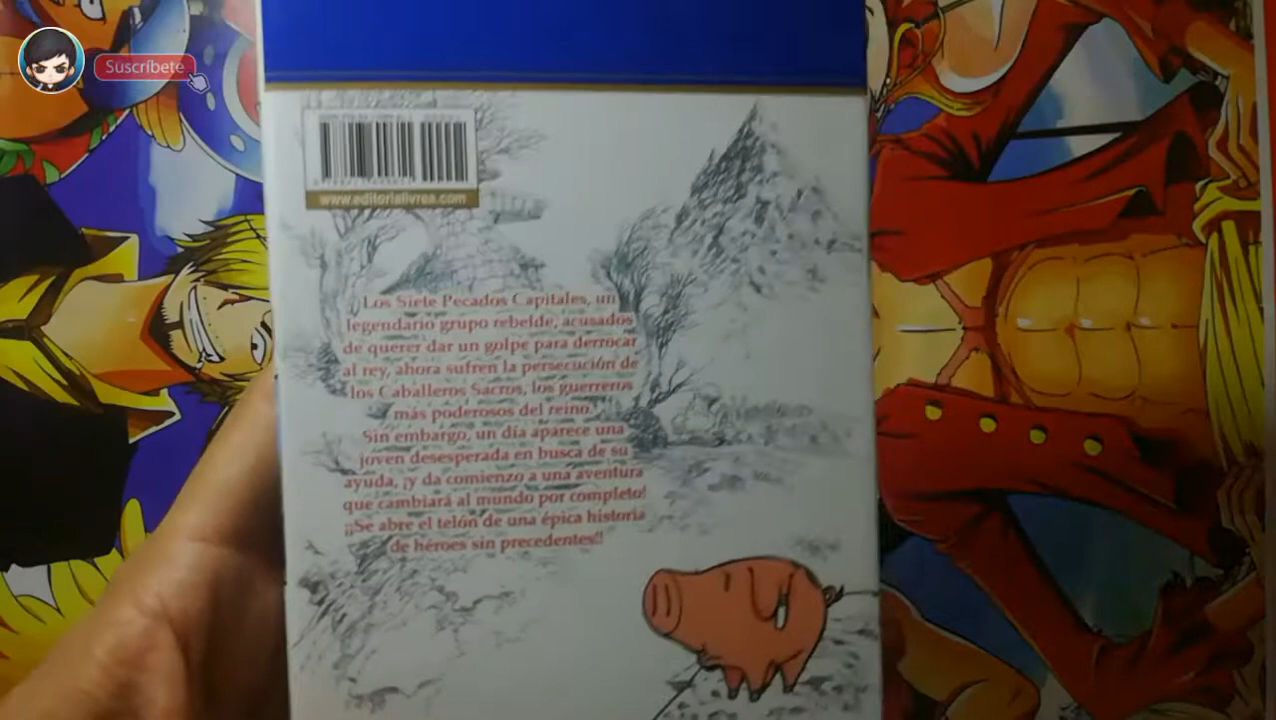 Suscríbete
www.editorialivrea.com
Los Siete Pecados Capitales, un
legendario grupo rebelde, acusados
de querer dar un golpe para derrocar
al rey, ahora sufren la persecución de
los Caballeros Sacros, los guerreros
más poderosos del reino.
Sin embargo, un día aparece una
joven desesperada en busca de su
ayuda, ¡y da comienzo a una aventura
que cambiará al mundo por completo!
¡¡Se abre el telón de una épica historia
de héroes sin precedentes!!